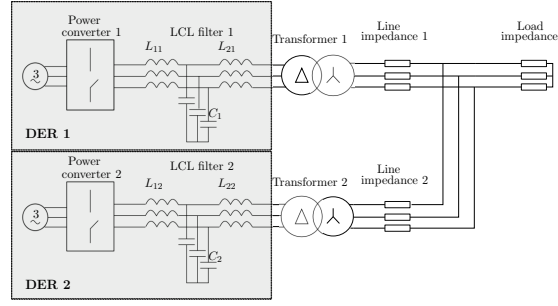 Power
converter 1
LCL filter 1
L11
L21
Transformer 1
Line
impedance 1
Load
impedance
3
~
Δ
C1
DER 1
Power
converter 2
LCL filter 2
L12
L22
Transformer 2
Line
impedance 2
3
~
Δ
C2
DER 2